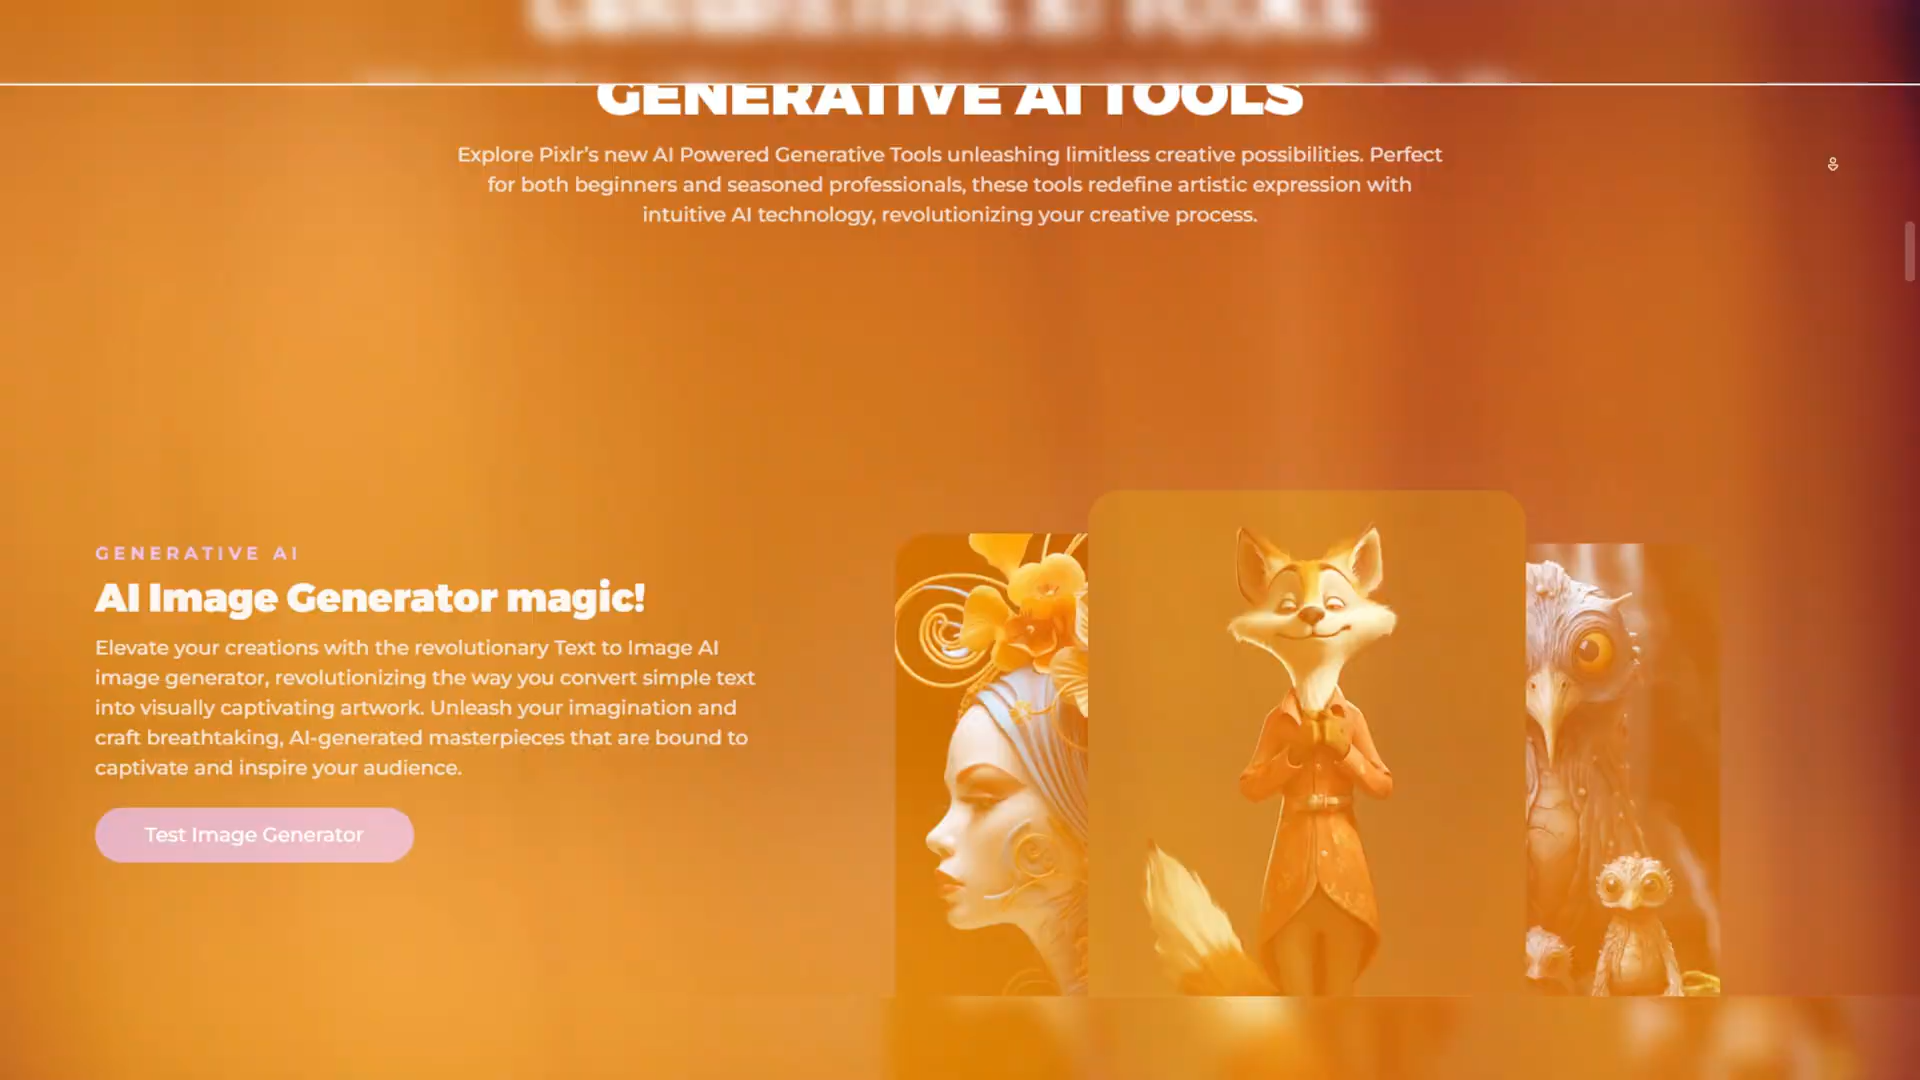 GENERATIVE AI TOOLS
Explore Pixlr's new AI Powered Generative Tools unleashing limitless creative possibilities. Perfect
for both beginners and seasoned professionals, these tools redefine artistic expression with
intuitive AI technology, revolutionizing your creative process.
GENERATIVE AI
AI Image Generator magic!
Elevate your creations with the revolutionary Text to Image AI
image generator, revolutionizing the way you convert simple text
into visually captivating artwork. Unleash your imagination and
craft breathtaking, AI-generated masterpieces that are bound to
captivate and inspire your audience.
Test Image Generator